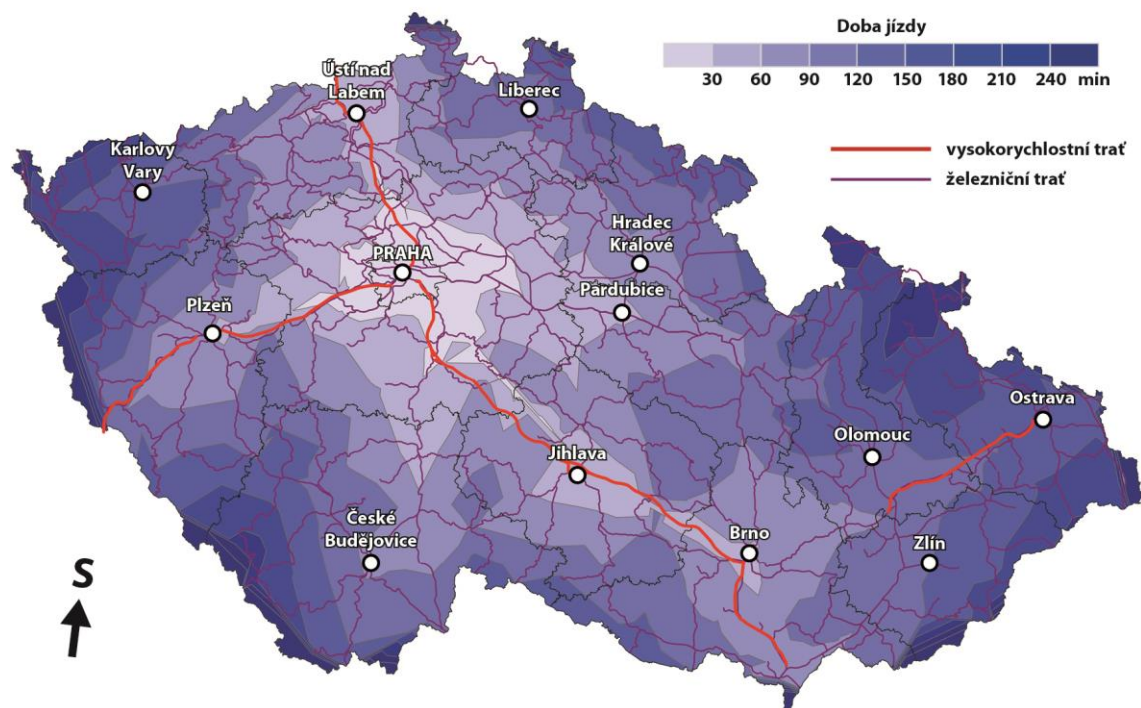 Doba jízdy
30 60 90 120 150 180 210 240 min
vysokorychlostní trať
železniční trať
Ústí nad
Labem
Liberec
Karlovy
Vary
Hradec
Králové
PRAHA
Pardubice
Plzeň
Ostrava
Olomouc
Jihlava
České
Budějovice
Brno
Zlín
S